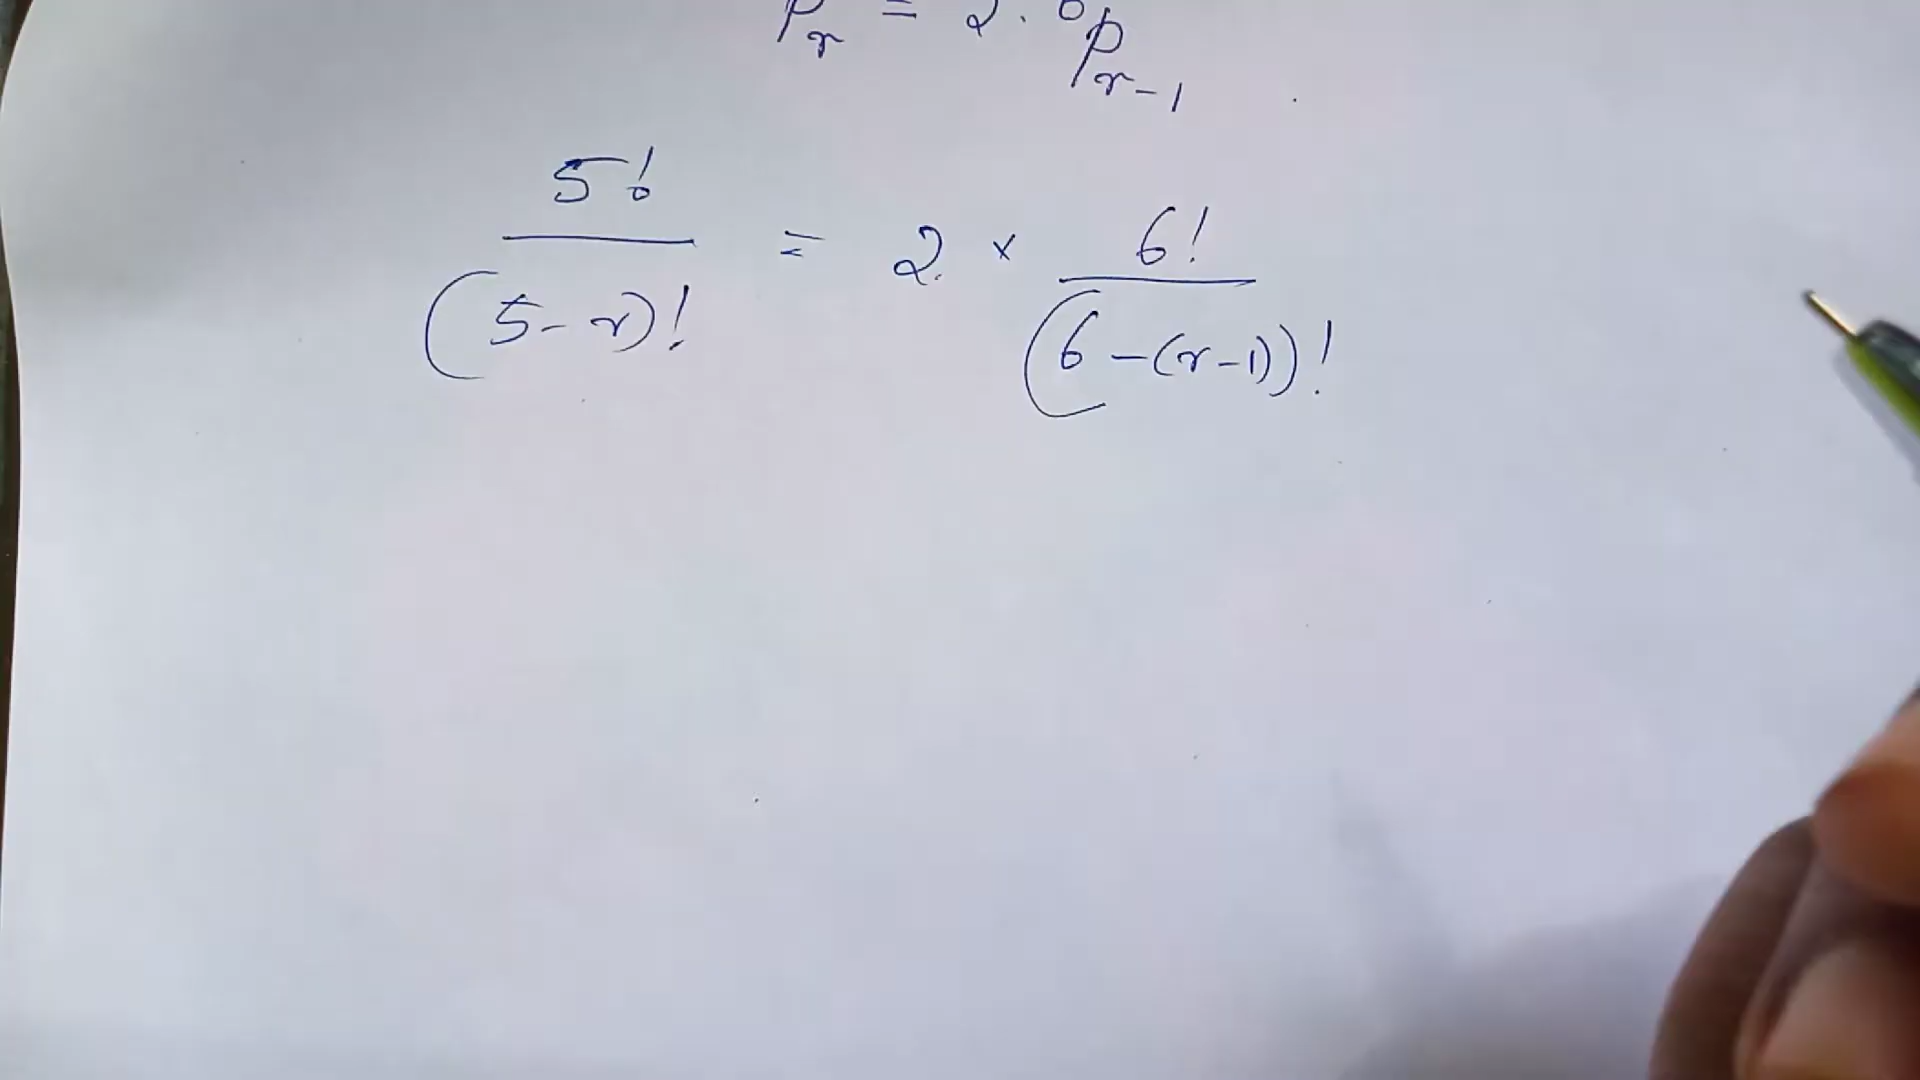 Pᵣ = 2 · ⁶Pᵣ₋₁
5! / (5-r)! = 2 × 6! / (6-(r-1))!